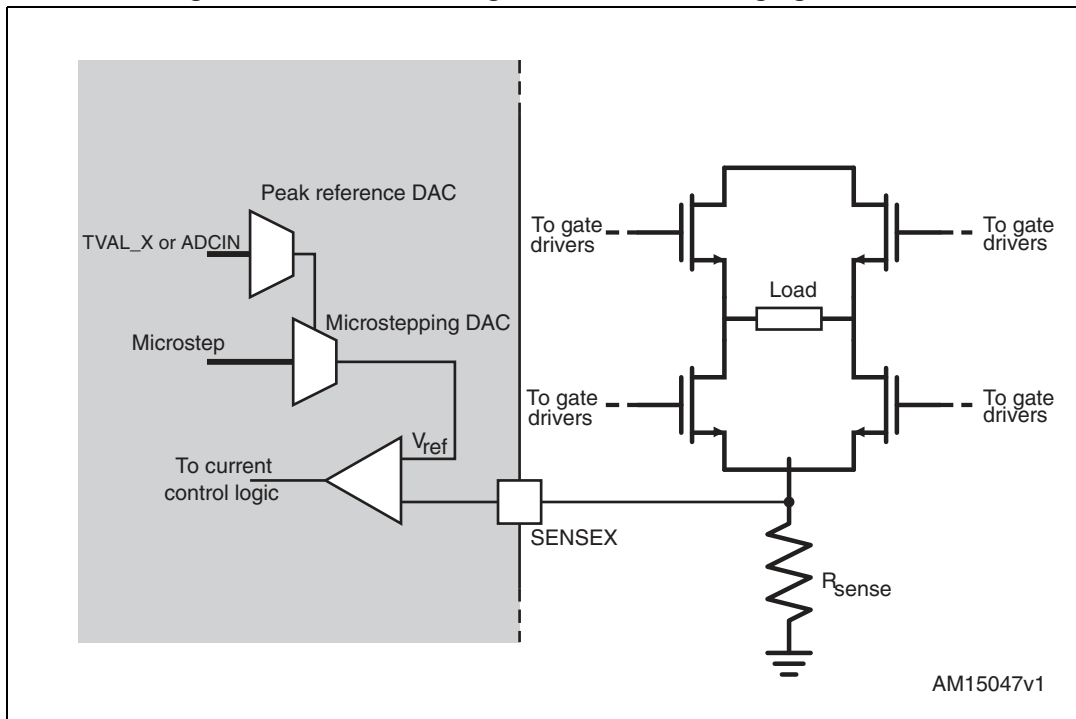 Peak reference DAC
TVAL_X or ADCIN
Microstepping DAC
Microstep
Vref
To current
control logic
SENSEX
To gate
drivers
To gate
drivers
Load
To gate
drivers
To gate
drivers
Rsense
AM15047v1